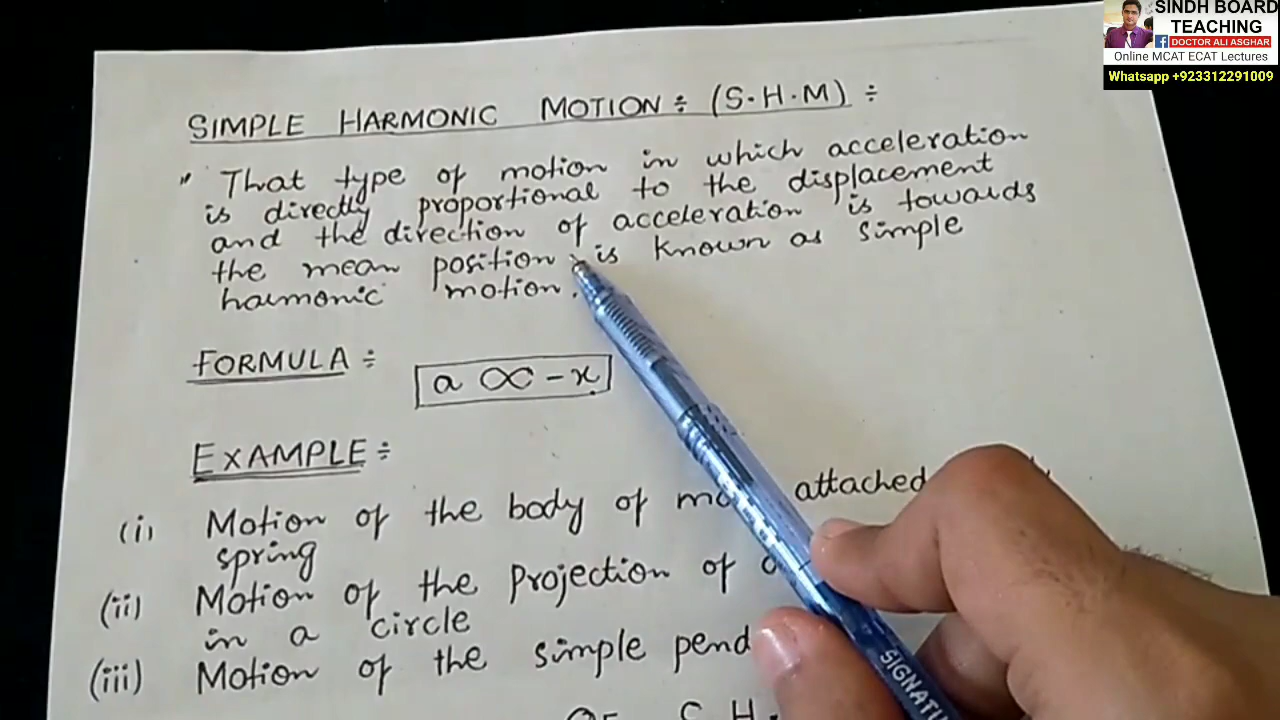 SINDH BOARD
TEACHING
DOCTOR ALI ASGHAR
Online MCAT ECAT Lectures
Whatsapp +923312291009
SIMPLE HARMONIC MOTION ÷ (S.H.M) ÷
" That type of motion in which acceleration
is directly proportional to the displacement
and the direction of acceleration is towards
the mean position is known as simple
harmonic motion.
FORMULA ÷
a ∝ -x
EXAMPLE ÷
(i) Motion of the body of attached
spring
(ii) Motion of the projection of
in a circle
(iii) Motion of the simple
SIGNATU